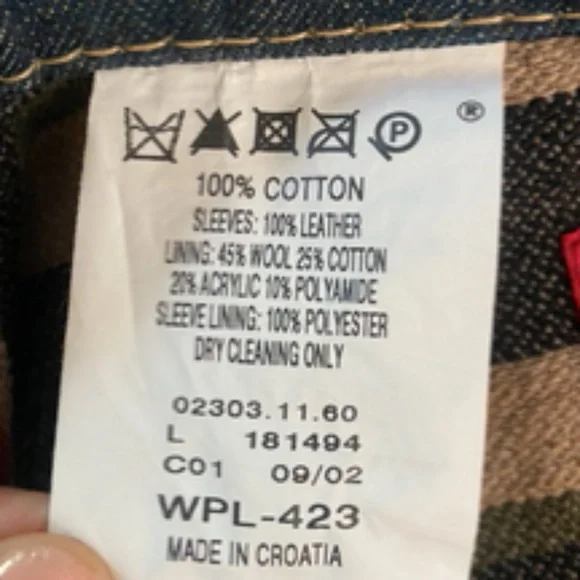 P ®
100% COTTON
SLEEVES: 100% LEATHER
LINING: 45% WOOL 25% COTTON
20% ACRYLIC 10% POLYAMIDE
SLEEVE LINING: 100% POLYESTER
DRY CLEANING ONLY
02303.11.60
L 181494
C01 09/02
WPL-423
MADE IN CROATIA